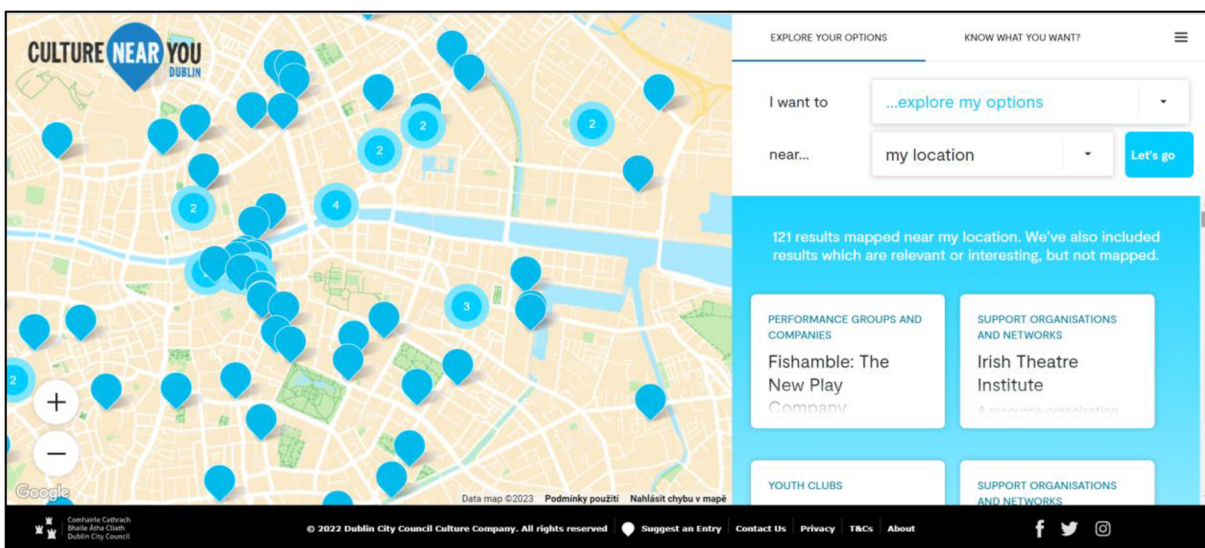 CULTURE NEAR YOU
DUBLIN
2
2
2
2
4
3
2
+
−
Google
Data map ©2023 Podmínky použití Nahlásit chybu v mapě
EXPLORE YOUR OPTIONS KNOW WHAT YOU WANT?
I want to ...explore my options
near... my location Let's go
121 results mapped near my location. We've also included
results which are relevant or interesting, but not mapped.
PERFORMANCE GROUPS AND
COMPANIES
Fishamble: The
New Play
Company
SUPPORT ORGANISATIONS
AND NETWORKS
Irish Theatre
Institute
A resource organisation
YOUTH CLUBS
SUPPORT ORGANISATIONS
AND NETWORKS
Comhairle Cathrach
Bhaile Átha Cliath
Dublin City Council
© 2022 Dublin City Council Culture Company. All rights reserved Suggest an Entry Contact Us Privacy T&Cs About